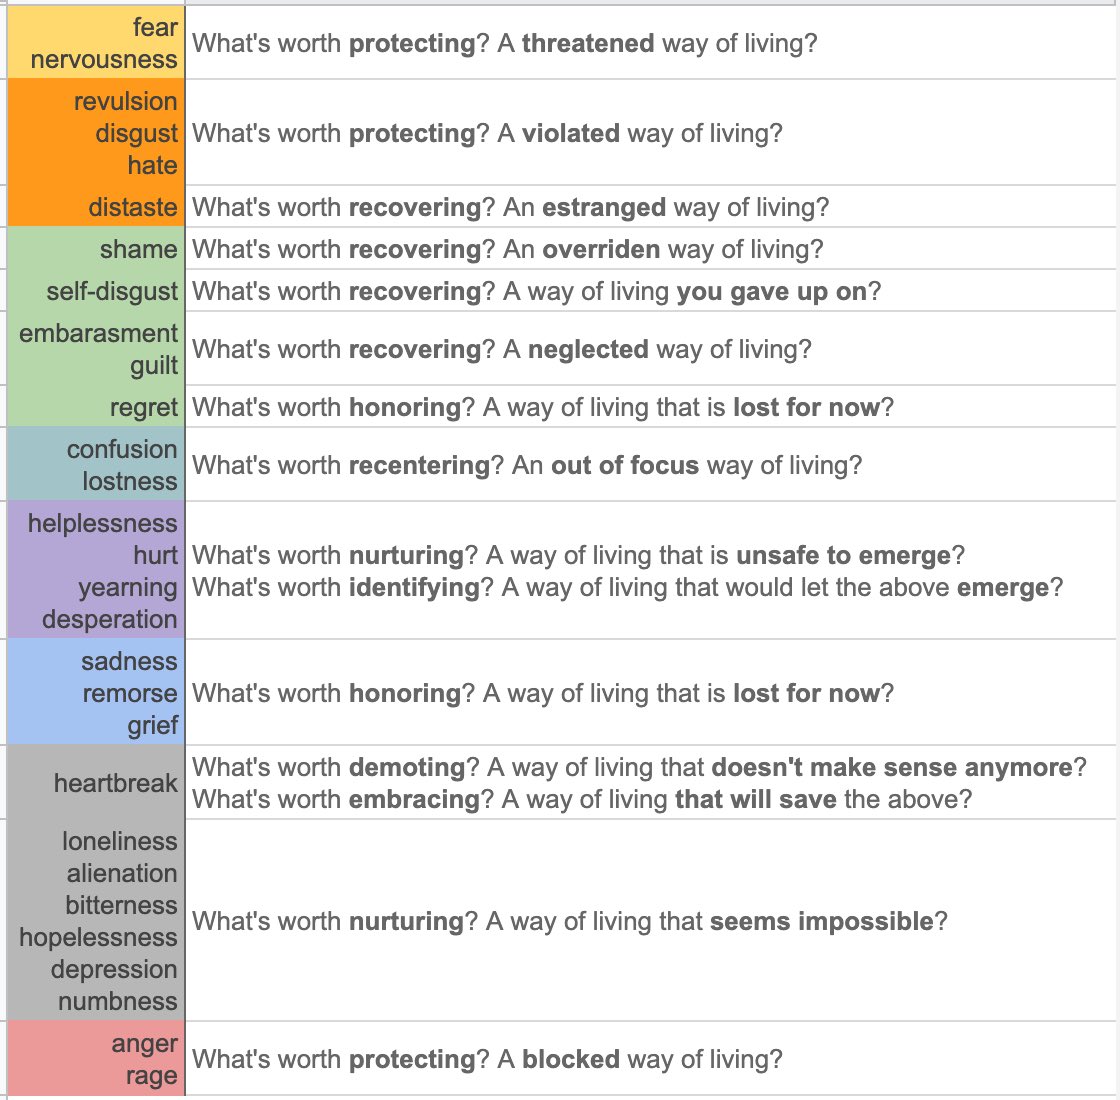 fear
nervousness
What's worth protecting? A threatened way of living?
revulsion
disgust
hate
What's worth protecting? A violated way of living?
distaste
What's worth recovering? An estranged way of living?
shame
What's worth recovering? An overriden way of living?
self-disgust
What's worth recovering? A way of living you gave up on?
embarasment
guilt
What's worth recovering? A neglected way of living?
regret
What's worth honoring? A way of living that is lost for now?
confusion
lostness
What's worth recentering? An out of focus way of living?
helplessness
hurt
yearning
desperation
What's worth nurturing? A way of living that is unsafe to emerge?
What's worth identifying? A way of living that would let the above emerge?
sadness
remorse
grief
What's worth honoring? A way of living that is lost for now?
heartbreak
What's worth demoting? A way of living that doesn't make sense anymore?
What's worth embracing? A way of living that will save the above?
loneliness
alienation
bitterness
hopelessness
depression
numbness
What's worth nurturing? A way of living that seems impossible?
anger
rage
What's worth protecting? A blocked way of living?